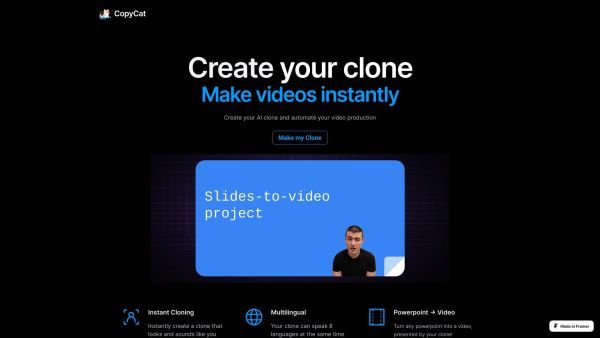 CopyCat
Create your clone
Make videos instantly
Create your AI clone and automate your video production
Make my Clone
Slides-to-video
project
Instant Cloning
Instantly create a clone that
looks and sounds like you
Multilingual
Your clone can speak 8
languages at the same time
Powerpoint → Video
Turn any powerpoint into a video,
presented by your clone!
Made in Framer